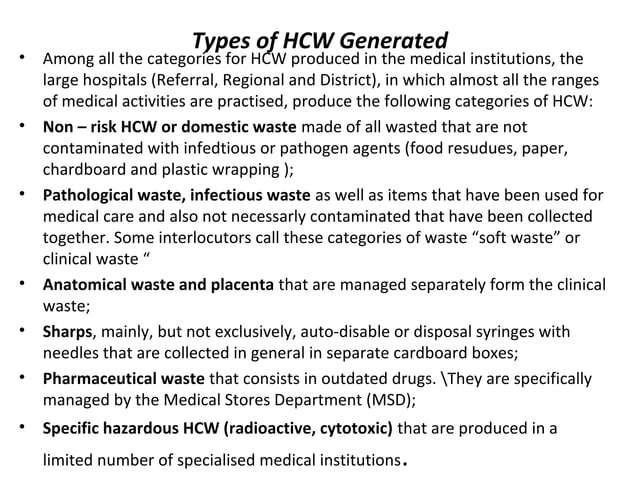 Types of HCW Generated
• Among all the categories for HCW produced in the medical institutions, the
large hospitals (Referral, Regional and District), in which almost all the ranges
of medical activities are practised, produce the following categories of HCW:
• Non – risk HCW or domestic waste made of all wasted that are not
contaminated with infedtious or pathogen agents (food resudues, paper,
chardboard and plastic wrapping );
• Pathological waste, infectious waste as well as items that have been used for
medical care and also not necessarly contaminated that have been collected
together. Some interlocutors call these categories of waste “soft waste” or
clinical waste “
• Anatomical waste and placenta that are managed separately form the clinical
waste;
• Sharps, mainly, but not exclusively, auto-disable or disposal syringes with
needles that are collected in general in separate cardboard boxes;
• Pharmaceutical waste that consists in outdated drugs. \They are specifically
managed by the Medical Stores Department (MSD);
• Specific hazardous HCW (radioactive, cytotoxic) that are produced in a
limited number of specialised medical institutions.